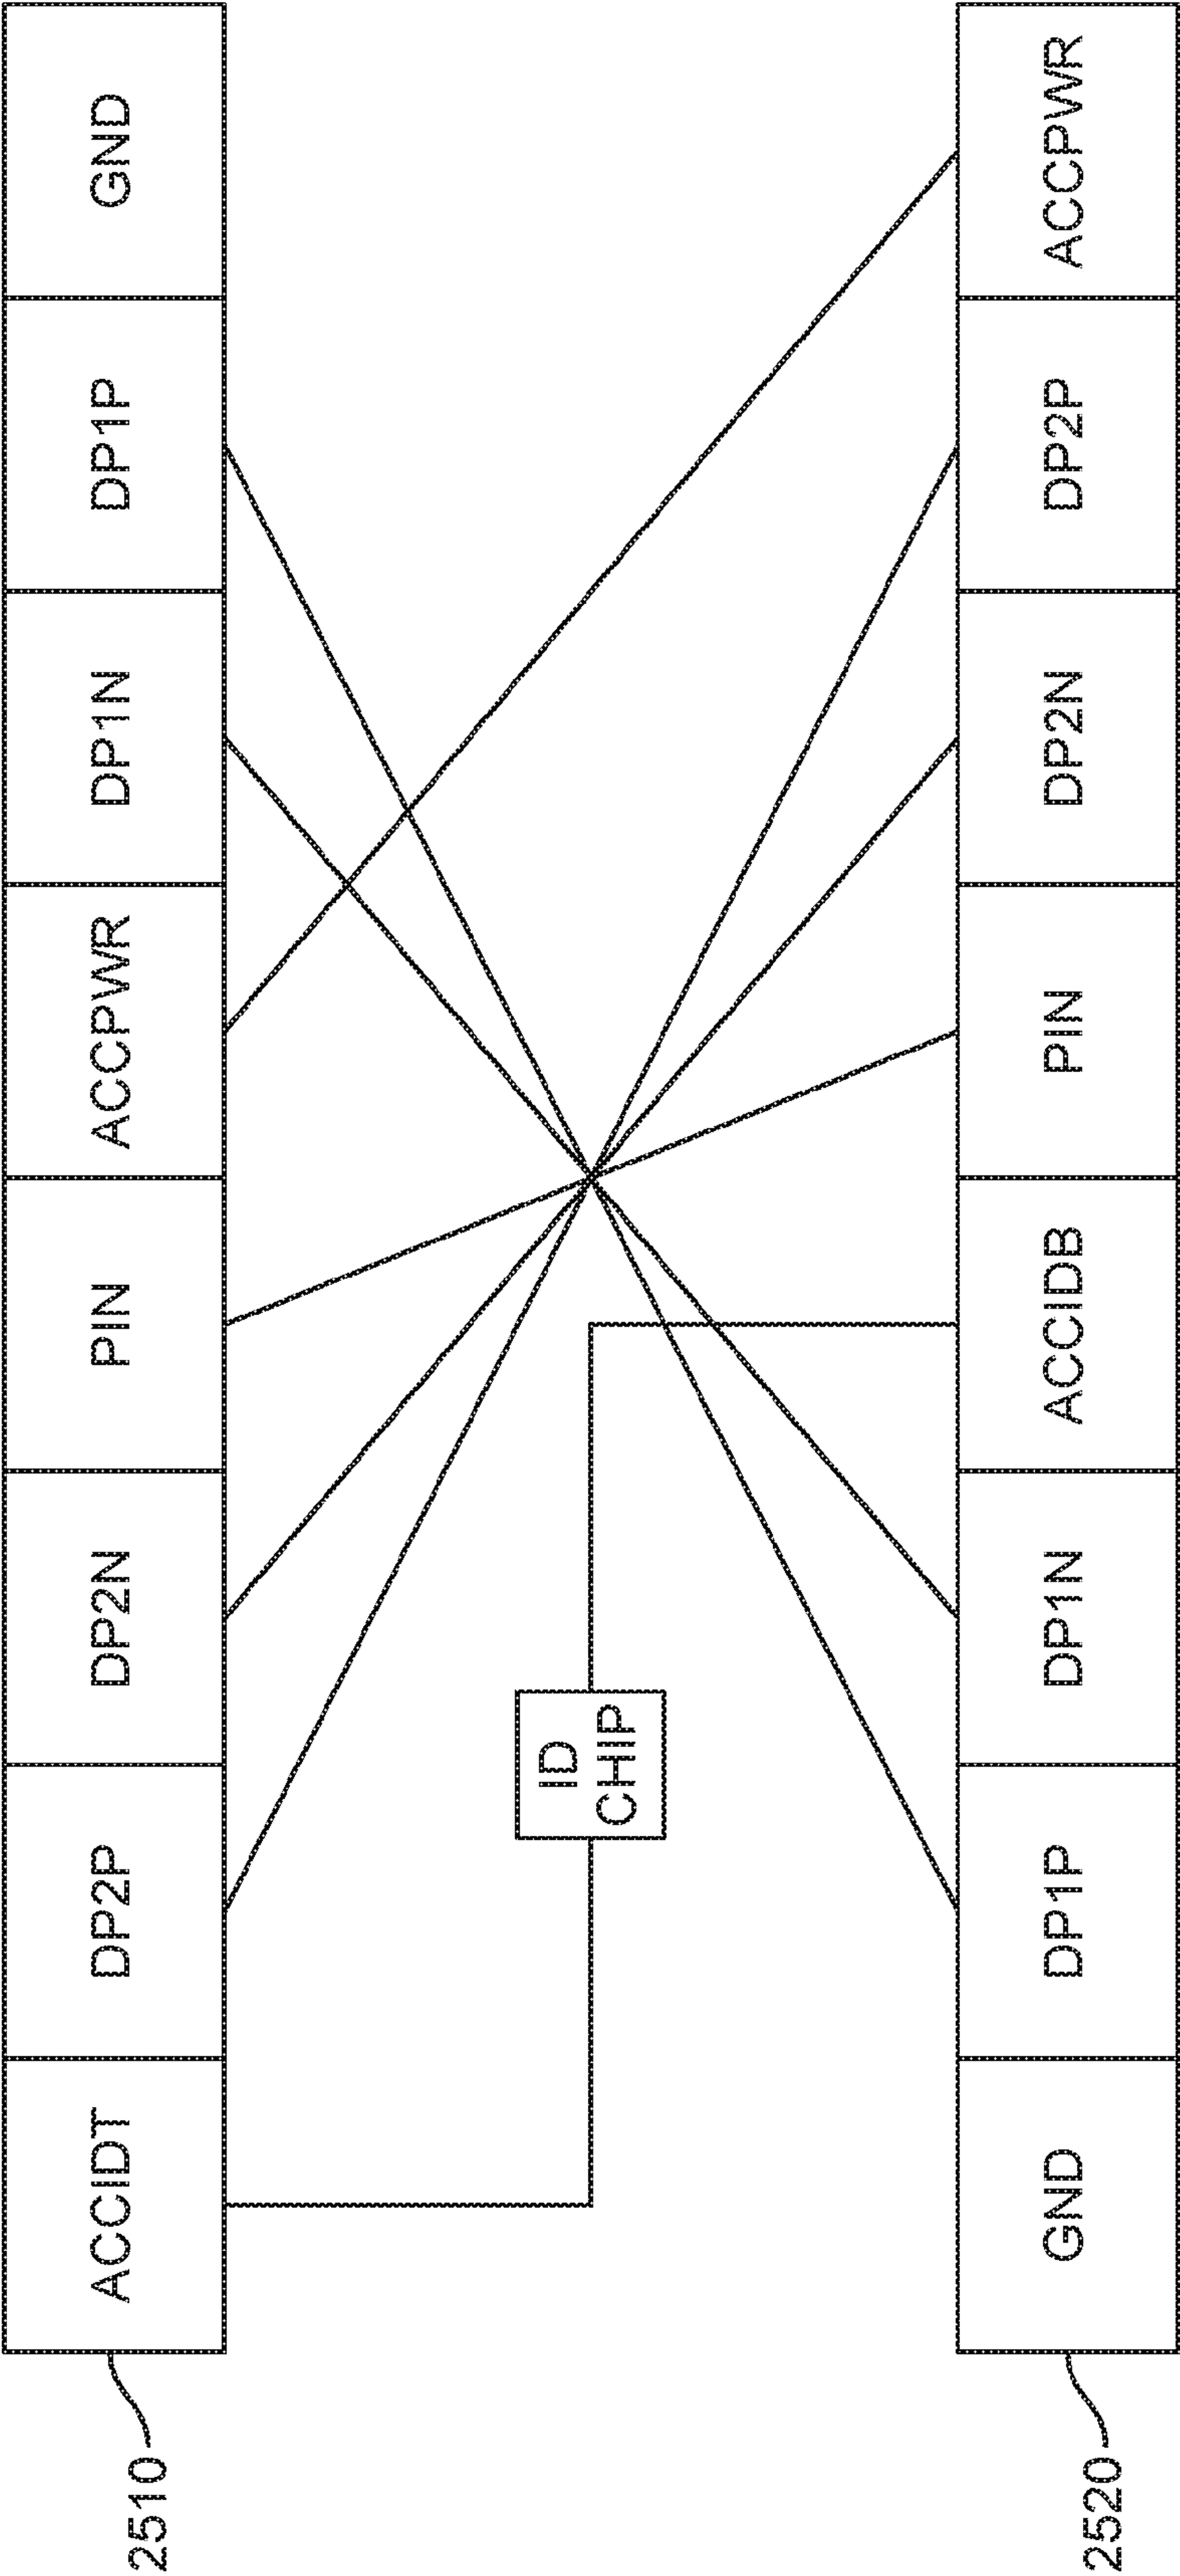 2510
ACCIDT
DP2P
DP2N
PIN
ACCPWR
DP1N
DP1P
GND
ID
CHIP
2520
GND
DP1P
DP1N
ACCIDB
PIN
DP2N
DP2P
ACCPWR